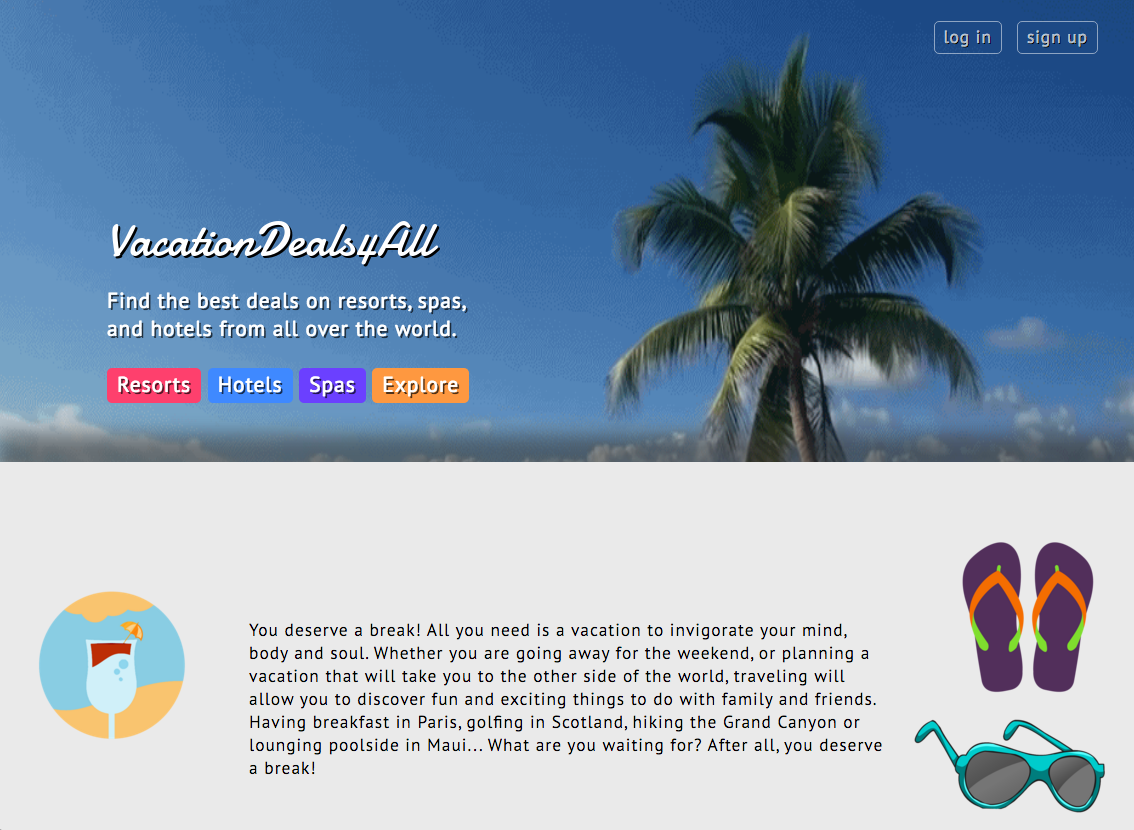 log in sign up
VacationDeals4All
Find the best deals on resorts, spas,
and hotels from all over the world.
Resorts Hotels Spas Explore
You deserve a break! All you need is a vacation to invigorate your mind,
body and soul. Whether you are going away for the weekend, or planning a
vacation that will take you to the other side of the world, traveling will
allow you to discover fun and exciting things to do with family and friends.
Having breakfast in Paris, golfing in Scotland, hiking the Grand Canyon or
lounging poolside in Maui... What are you waiting for? After all, you deserve
a break!